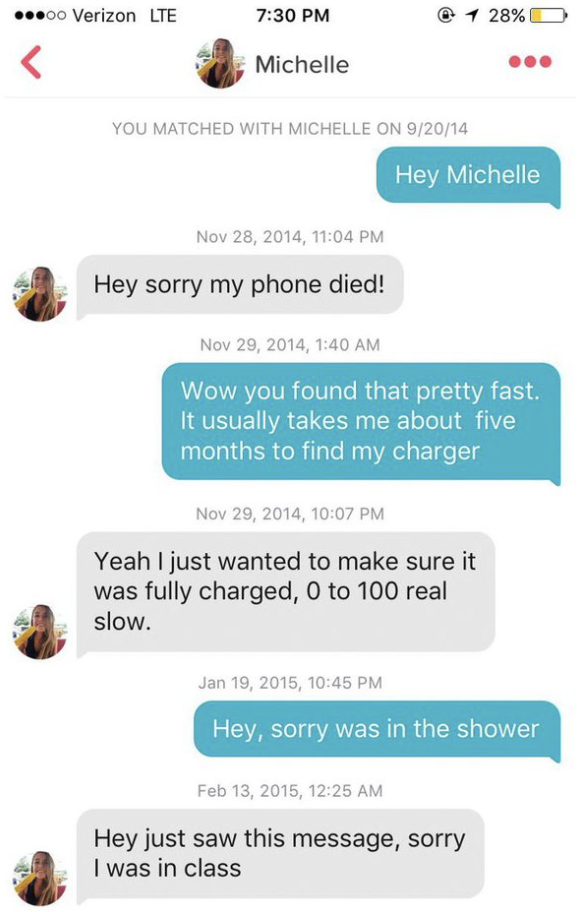 Verizon LTE 7:30 PM 28%
Michelle
YOU MATCHED WITH MICHELLE ON 9/20/14
Hey Michelle
Nov 28, 2014, 11:04 PM
Hey sorry my phone died!
Nov 29, 2014, 1:40 AM
Wow you found that pretty fast.
It usually takes me about five
months to find my charger
Nov 29, 2014, 10:07 PM
Yeah I just wanted to make sure it
was fully charged, 0 to 100 real
slow.
Jan 19, 2015, 10:45 PM
Hey, sorry was in the shower
Feb 13, 2015, 12:25 AM
Hey just saw this message, sorry
I was in class